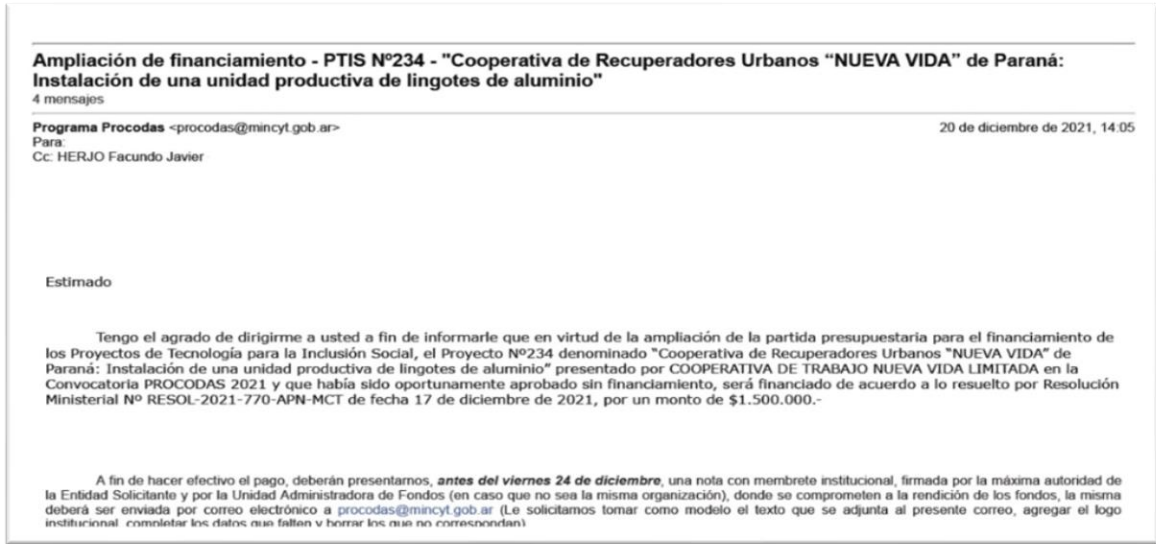 Ampliación de financiamiento - PTIS Nº234 - "Cooperativa de Recuperadores Urbanos “NUEVA VIDA” de Paraná:
Instalación de una unidad productiva de lingotes de aluminio"
4 mensajes
Programa Procodas <procodas@mincyt.gob.ar>
20 de diciembre de 2021, 14:05
Para:
Cc: HERJO Facundo Javier
Estimado
Tengo el agrado de dirigirme a usted a fin de informarle que en virtud de la ampliación de la partida presupuestaria para el financiamiento de
los Proyectos de Tecnología para la Inclusión Social, el Proyecto Nº234 denominado "Cooperativa de Recuperadores Urbanos "NUEVA VIDA" de
Paraná: Instalación de una unidad productiva de lingotes de aluminio" presentado por COOPERATIVA DE TRABAJO NUEVA VIDA LIMITADA en la
Convocatoria PROCODAS 2021 y que había sido oportunamente aprobado sin financiamiento, será financiado de acuerdo a lo resuelto por Resolución
Ministerial Nº RESOL-2021-770-APN-MCT de fecha 17 de diciembre de 2021, por un monto de $1.500.000.-
A fin de hacer efectivo el pago, deberán presentarnos, antes del viernes 24 de diciembre, una nota con membrete institucional, firmada por la máxima autoridad de
la Entidad Solicitante y por la Unidad Administradora de Fondos (en caso que no sea la misma organización), donde se comprometen a la rendición de los fondos, la misma
deberá ser enviada por correo electrónico a procodas@mincyt.gob.ar (Le solicitamos tomar como modelo el texto que se adjunta al presente correo, agregar el logo
institucional, completar los datos que falten y borrar los que no correspondan)